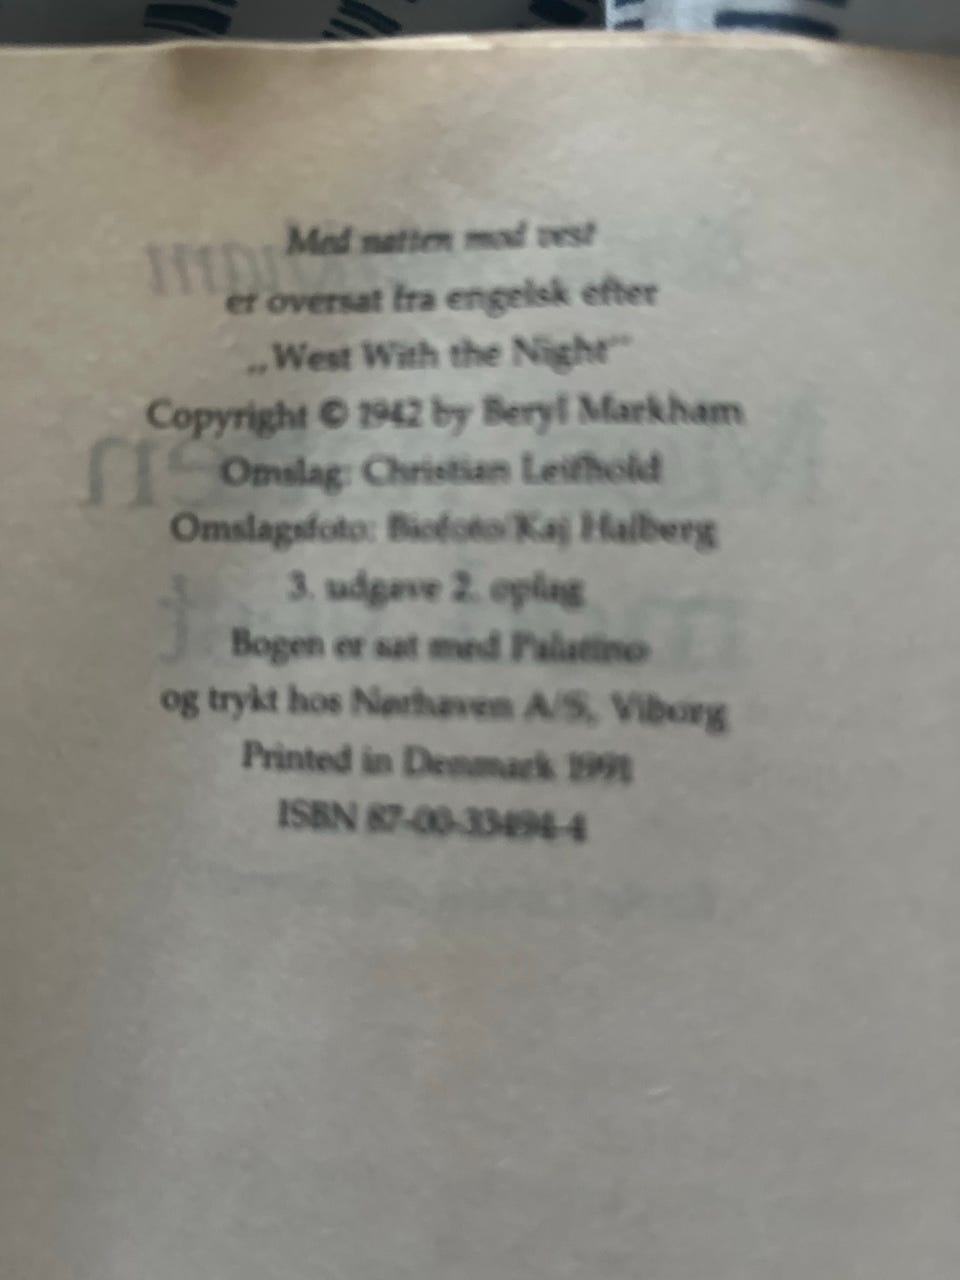 Med natten mod vest
er oversat fra engelsk efter
„West With the Night”
Copyright © 1942 by Beryl Markham
Omslag: Christian Leifhold
Omslagsfoto: Biofoto/Kaj Halberg
3. udgave 2. oplag
Bogen er sat med Palatino
og trykt hos Nørhaven A/S, Viborg
Printed in Denmark 1991
ISBN 87-00-33494-4